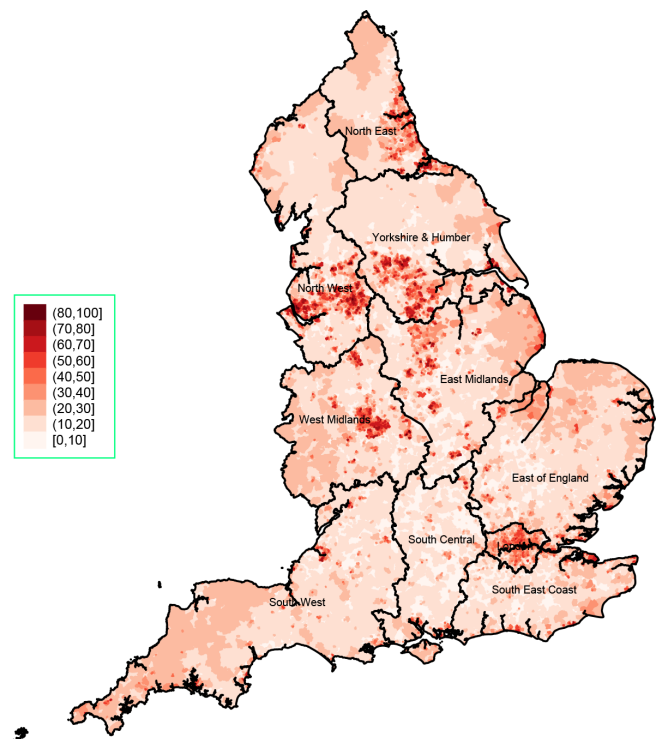 North East
Yorkshire & Humber
North West
(80,100]
(70,80]
(60,70]
(50,60]
(40,50]
(30,40]
(20,30]
(10,20]
[0,10]
East Midlands
West Midlands
East of England
South Central
London
South East Coast
South West